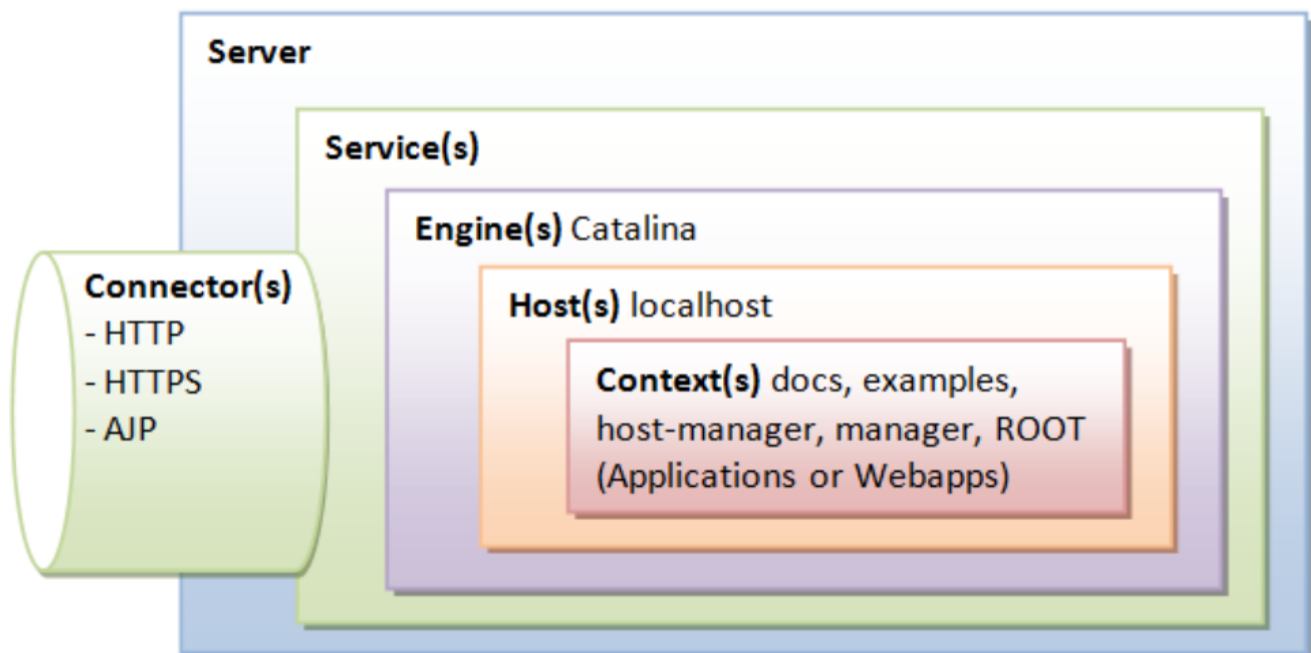 Server
Service(s)
Engine(s) Catalina
Connector(s)
- HTTP
- HTTPS
- AJP
Host(s) localhost
Context(s) docs, examples,
host-manager, manager, ROOT
(Applications or Webapps)